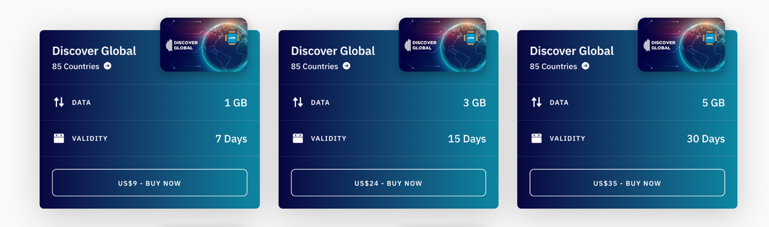 DISCOVER
GLOBAL
Discover Global
85 Countries
DATA 1 GB
VALIDITY 7 Days
US$9 - BUY NOW
DISCOVER
GLOBAL
Discover Global
85 Countries
DATA 3 GB
VALIDITY 15 Days
US$24 - BUY NOW
DISCOVER
GLOBAL
Discover Global
85 Countries
DATA 5 GB
VALIDITY 30 Days
US$35 - BUY NOW